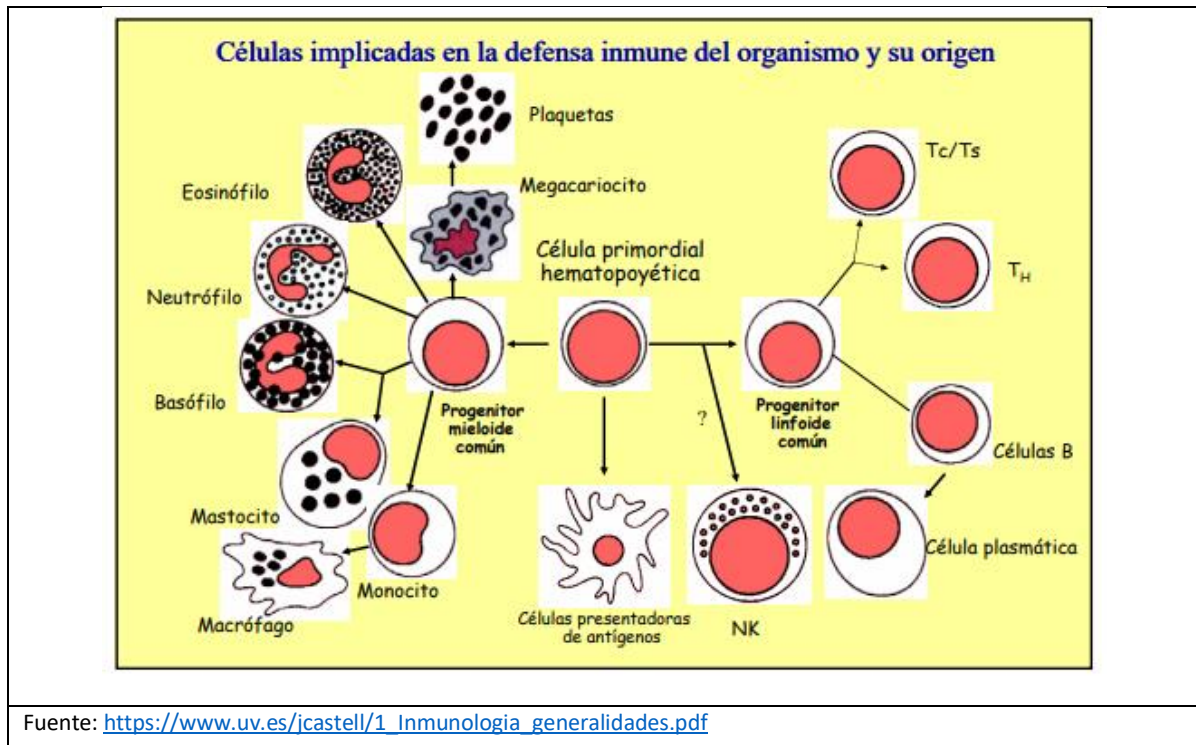 Células implicadas en la defensa inmune del organismo y su origen
Plaquetas
Tc/Ts
Eosinófilo
Megacariocito
Célula primordial
hematopoyética
TH
Neutrófilo
Basófilo
Progenitor
mieloide
común
?
Progenitor
linfoide
común
Células B
Mastocito
Célula plasmática
Monocito
Macrófago
Células presentadoras
de antígenos
NK
Fuente: https://www.uv.es/jcastell/1_Inmunologia_generalidades.pdf